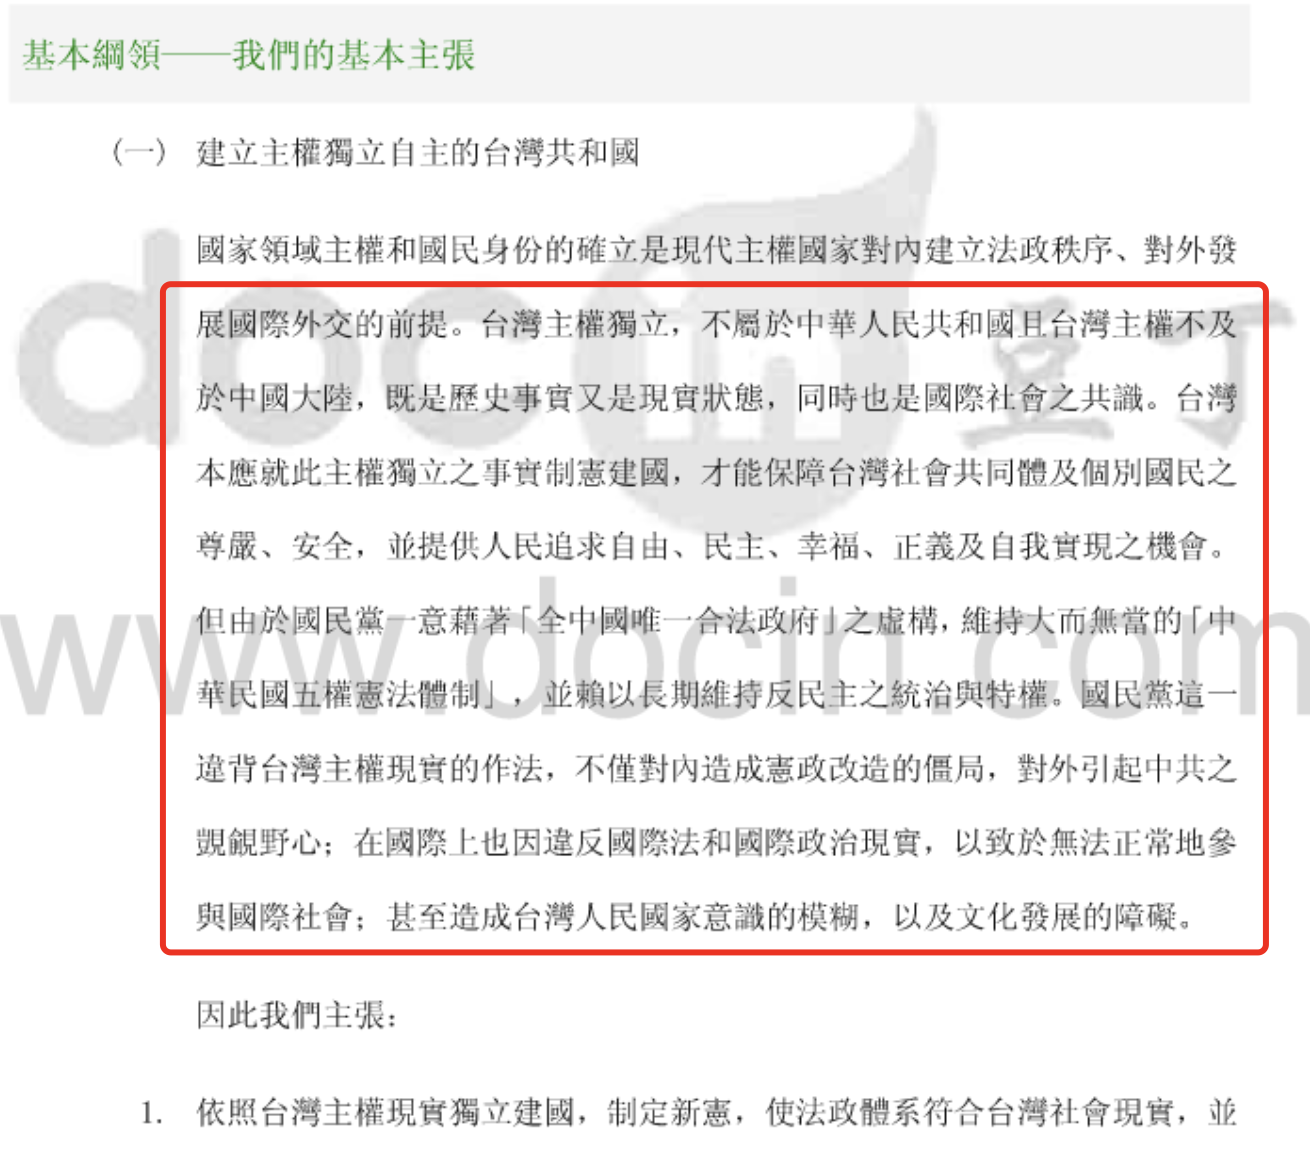 基本綱領——我們的基本主張
(一) 建立主權獨立自主的台灣共和國
國家領域主權和國民身份的確立是現代主權國家對內建立法政秩序、對外發
展國際外交的前提。台灣主權獨立，不屬於中華人民共和國且台灣主權不及
於中國大陸，既是歷史事實又是現實狀態，同時也是國際社會之共識。台灣
本應就此主權獨立之事實制憲建國，才能保障台灣社會共同體及個別國民之
尊嚴、安全，並提供人民追求自由、民主、幸福、正義及自我實現之機會。
但由於國民黨一意藉著「全中國唯一合法政府」之虛構，維持大而無當的「中
華民國五權憲法體制」，並賴以長期維持反民主之統治與特權。國民黨這一
違背台灣主權現實的作法，不僅對內造成憲政改造的僵局，對外引起中共之
覬覦野心；在國際上也因違反國際法和國際政治現實，以致於無法正常地參
與國際社會；甚至造成台灣人民國家意識的模糊，以及文化發展的障礙。
因此我們主張：
1. 依照台灣主權現實獨立建國，制定新憲，使法政體系符合台灣社會現實，並
docin 豆丁
www.docin.com